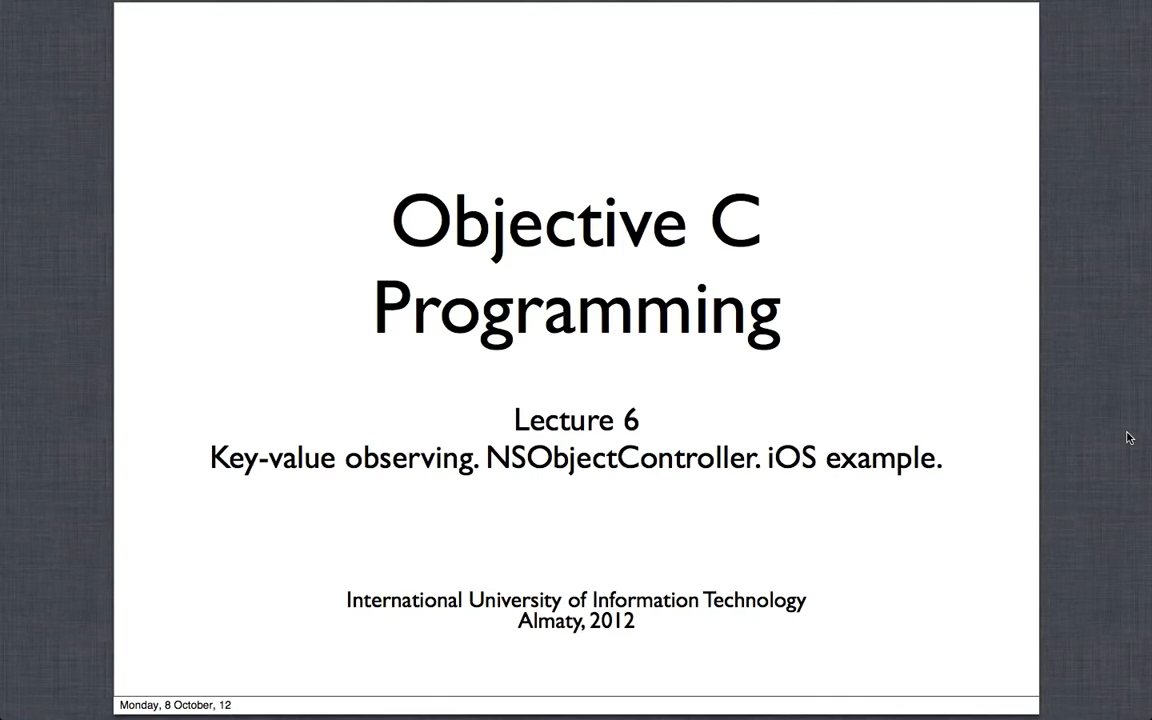 Objective C
Programming
Lecture 6
Key-value observing. NSObjectController. iOS example.
International University of Information Technology
Almaty, 2012
Monday, 8 October, 12